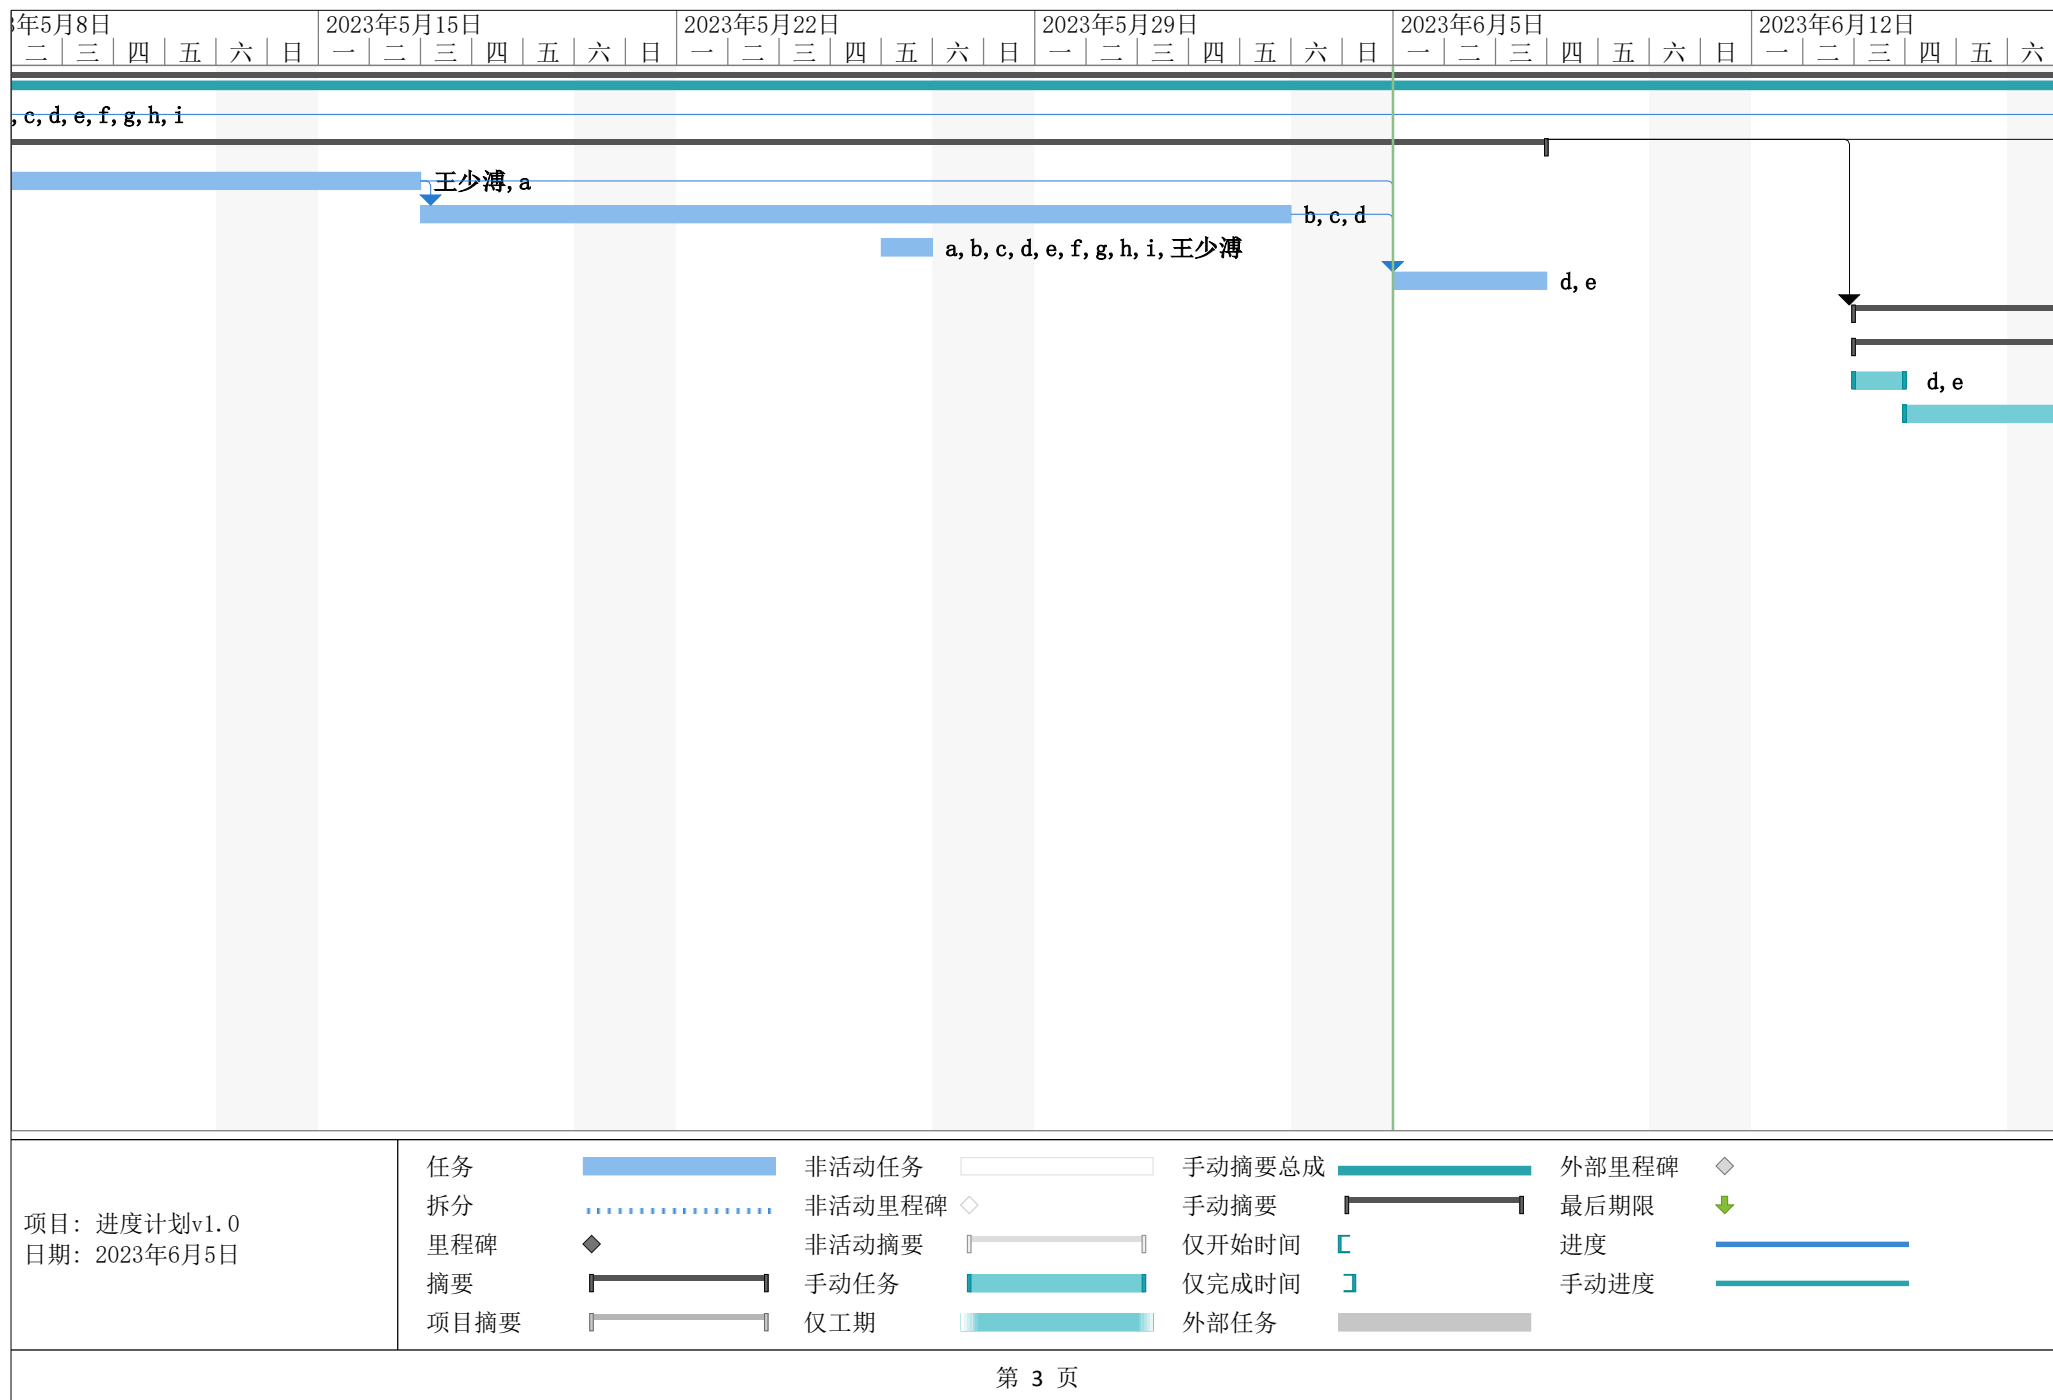 年5月8日 2023年5月15日 2023年5月22日 2023年5月29日 2023年6月5日 2023年6月12日
二 三 四 五 六 日 一 二 三 四 五 六 日 一 二 三 四 五 六 日 一 二 三 四 五 六 日 一 二 三 四 五 六 日 一 二 三 四 五 六
,c,d,e,f,g,h,i
王少溥,a
b,c,d
a,b,c,d,e,f,g,h,i,王少溥
d,e
d,e
任务 非活动任务 手动摘要总成 外部里程碑
拆分 非活动里程碑 手动摘要 最后期限
项目: 进度计划v1.0
里程碑 非活动摘要 仅开始时间 进度
日期: 2023年6月5日
摘要 手动任务 仅完成时间 手动进度
项目摘要 仅工期 外部任务
第 3 页